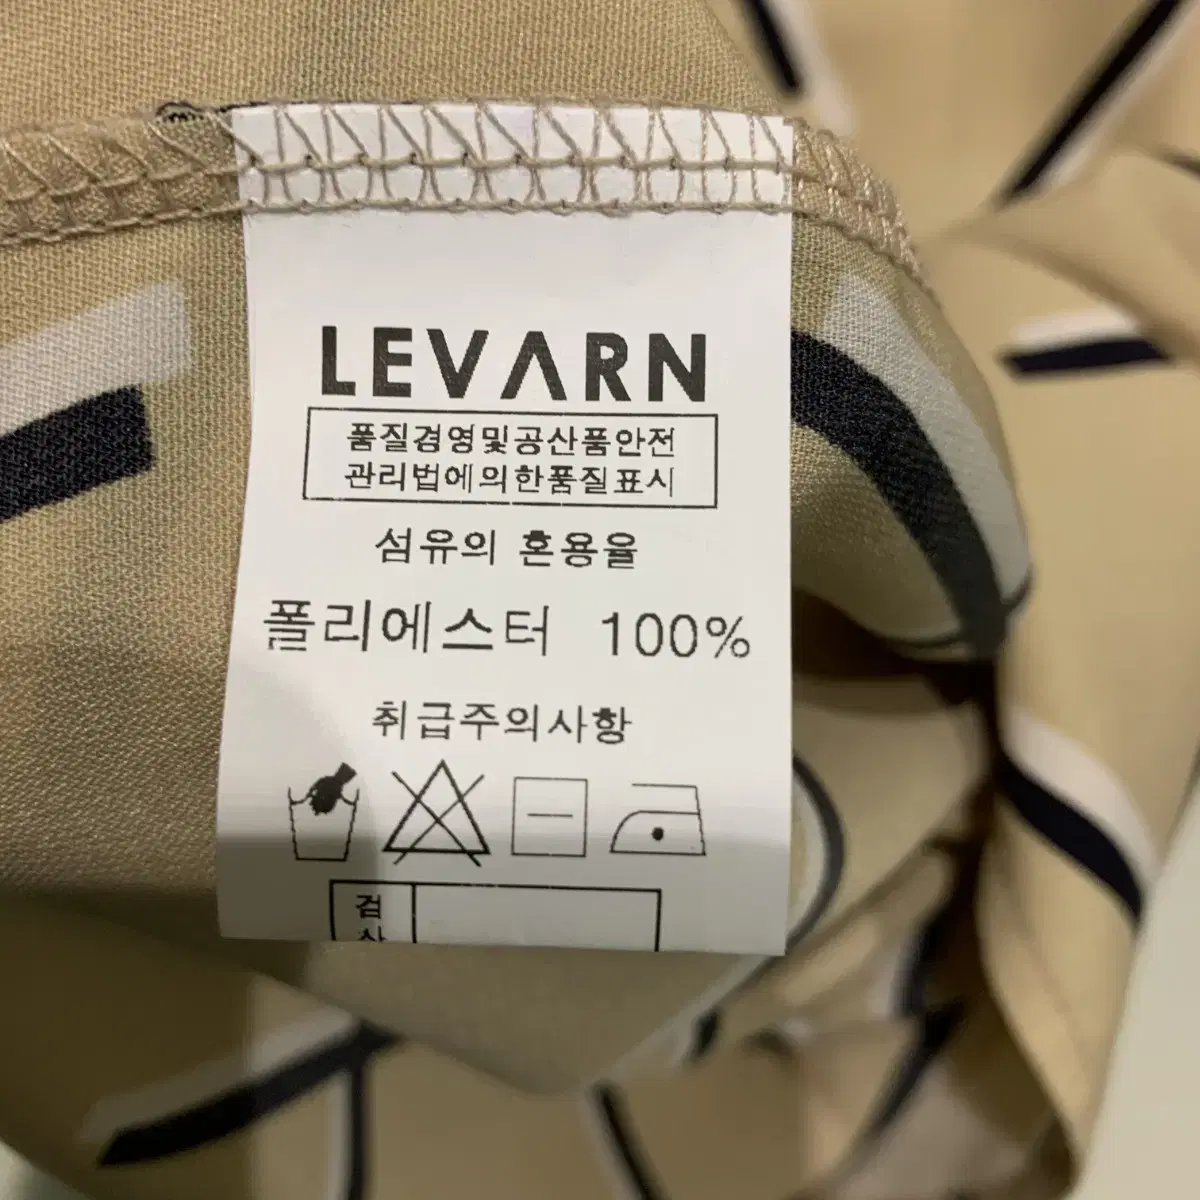 LEVARN
품질경영및공산품안전
관리법에의한품질표시
섬유의 혼용율
폴리에스터 100%
취급주의사항
검